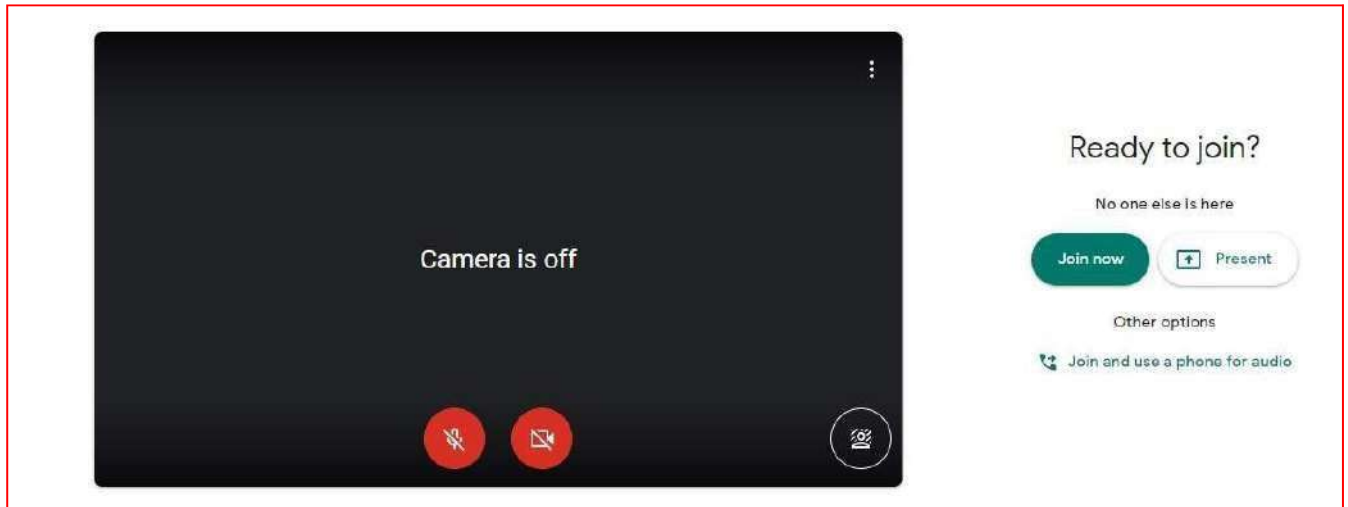 Camera is off
Ready to join?
No one else is here
Join now
Present
Other options
Join and use a phone for audio